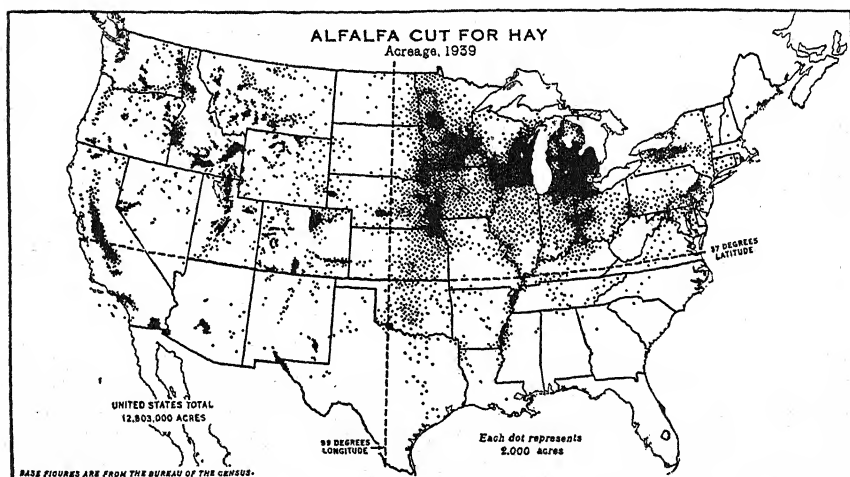 ALFALFA CUT FOR HAY
Acreage, 1939
37 DEGREES
LATITUDE
UNITED STATES TOTAL
12,803,000 ACRES
99 DEGREES
LONGITUDE
Each dot represents
2.000 acres
BASE FIGURES ARE FROM THE BUREAU OF THE CENSUS.